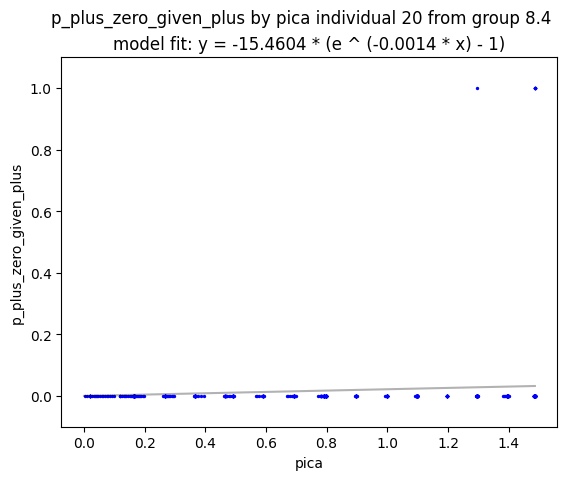 p_plus_zero_given_plus by pica individual 20 from group 8.4
model fit: y = -15.4604 * (e ^ (-0.0014 * x) - 1)
1.0
0.8
0.6
0.4
0.2
0.0
p_plus_zero_given_plus
0.0 0.2 0.4 0.6 0.8 1.0 1.2 1.4
pica